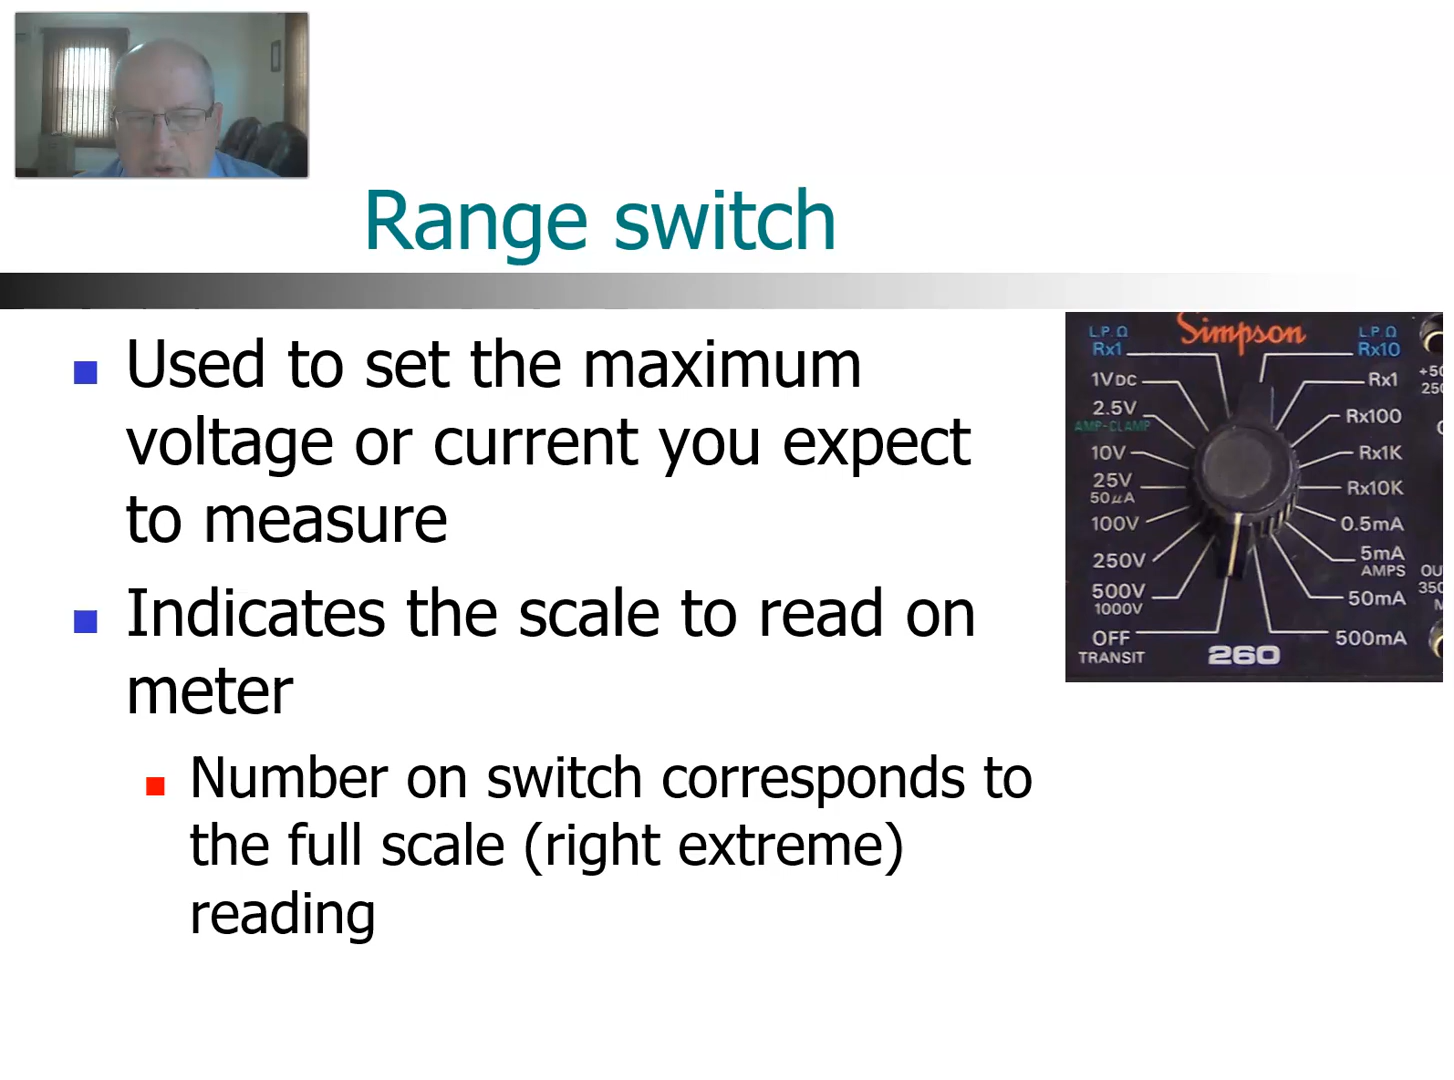 Range switch
Used to set the maximum
voltage or current you expect
to measure
Indicates the scale to read on
meter
Number on switch corresponds to
the full scale (right extreme)
reading
Simpson
L.P.Ω
Rx1
1VDC
2.5V
AMP-CLAMP
10V
25V
50μA
100V
250V
500V
1000V
OFF
TRANSIT
L.P.Ω
Rx10
Rx1
Rx100
Rx1K
Rx10K
0.5mA
5mA
AMPS
50mA
500mA
260